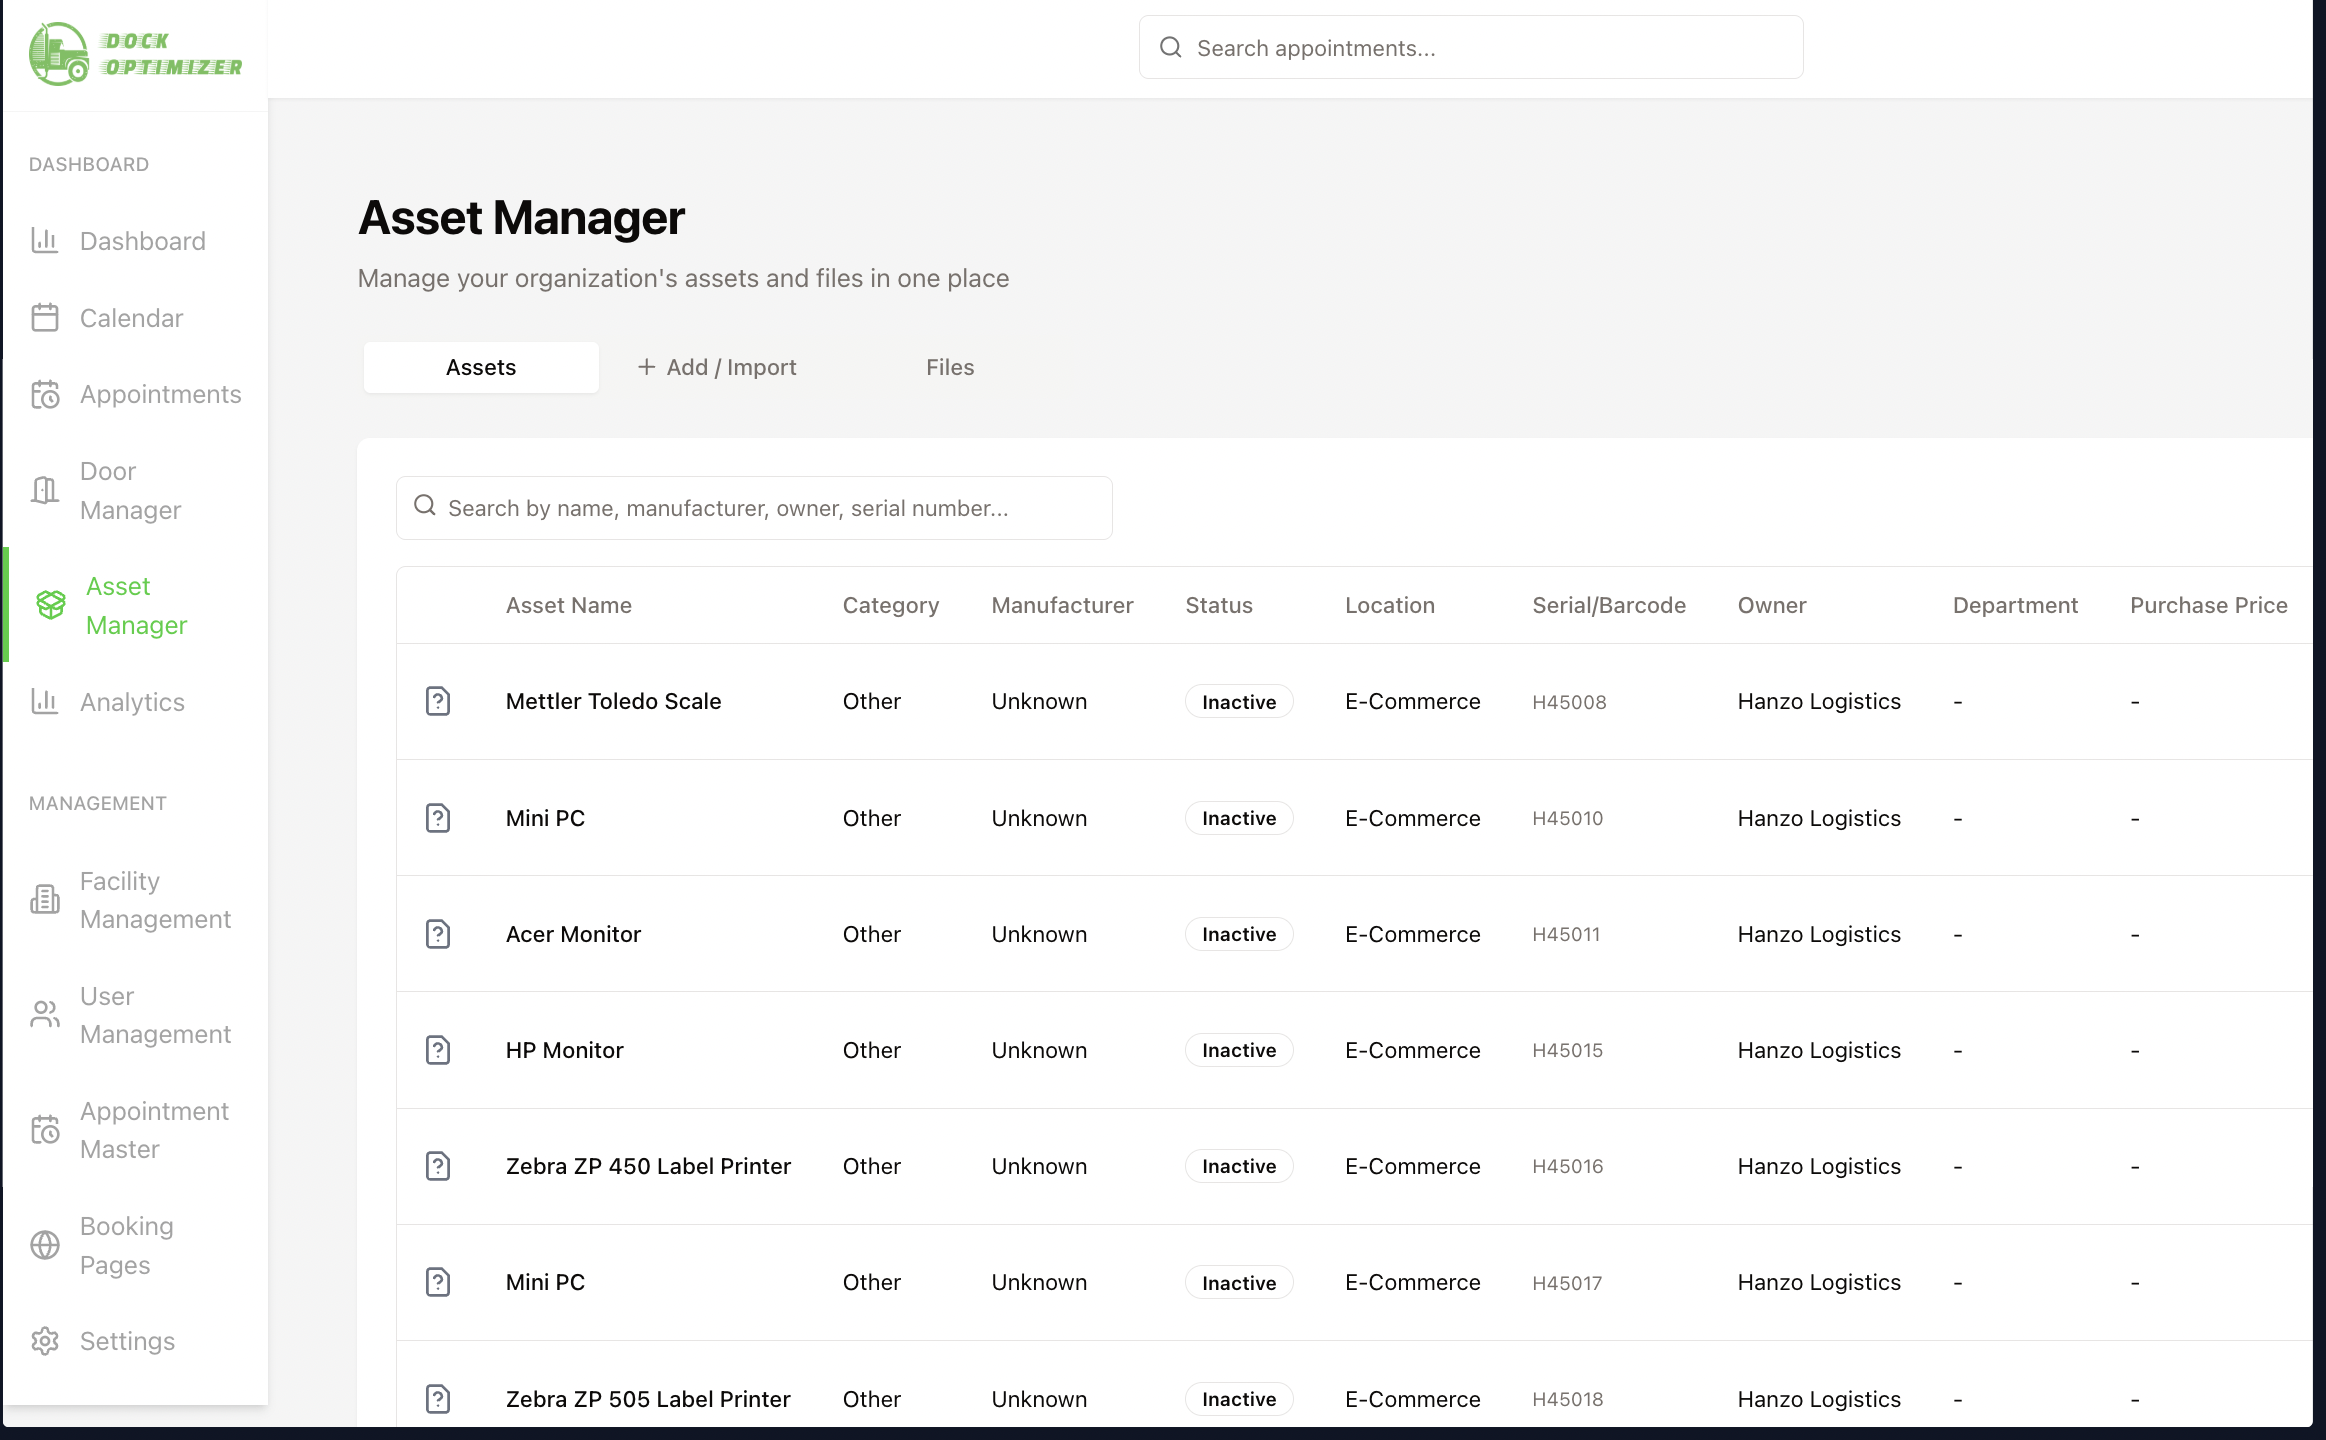 DOCK
OPTIMIZER
Search appointments...
DASHBOARD
Dashboard
Calendar
Appointments
Door
Manager
Asset
Manager
Analytics
MANAGEMENT
Facility
Management
User
Management
Appointment
Master
Booking
Pages
Settings
Asset Manager
Manage your organization's assets and files in one place
Assets
+ Add / Import
Files
Search by name, manufacturer, owner, serial number...
Asset Name Category Manufacturer Status Location Serial/Barcode Owner Department Purchase Price
Mettler Toledo Scale Other Unknown Inactive E-Commerce H45008 Hanzo Logistics - -
Mini PC Other Unknown Inactive E-Commerce H45010 Hanzo Logistics - -
Acer Monitor Other Unknown Inactive E-Commerce H45011 Hanzo Logistics - -
HP Monitor Other Unknown Inactive E-Commerce H45015 Hanzo Logistics - -
Zebra ZP 450 Label Printer Other Unknown Inactive E-Commerce H45016 Hanzo Logistics - -
Mini PC Other Unknown Inactive E-Commerce H45017 Hanzo Logistics - -
Zebra ZP 505 Label Printer Other Unknown Inactive E-Commerce H45018 Hanzo Logistics - -